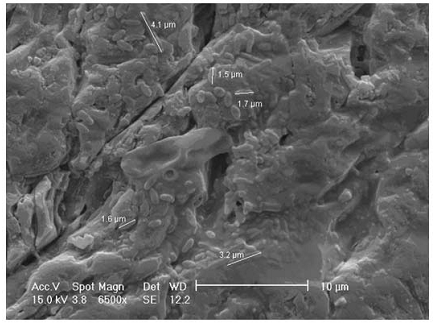 4.1 µm
1.5 µm
1.7 µm
1.6 µm
3.2 µm
Acc.V Spot Magn Det WD
15.0 kV 3.8 6500x SE 12.2 10 µm